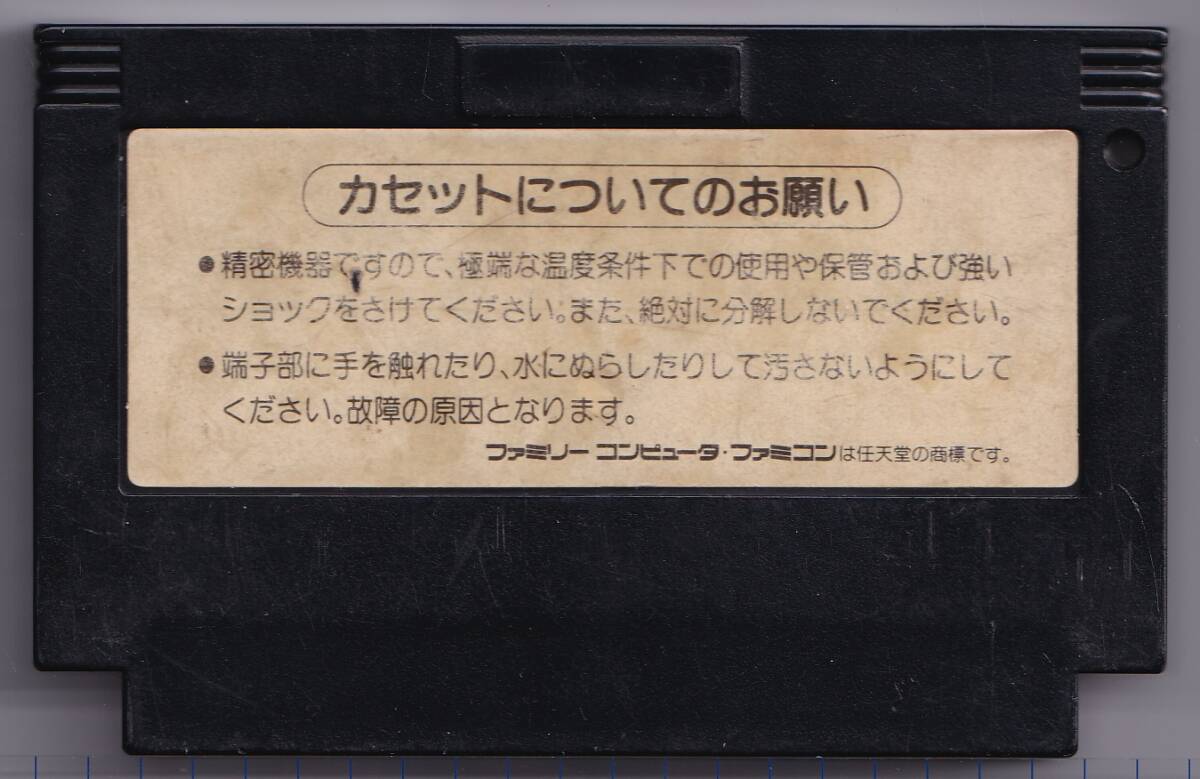 カセットについてのお願い
●精密機器ですので、極端な温度条件下での使用や保管および強い
ショックをさけてください。また、絶対に分解しないでください。
●端子部に手を触れたり、水にぬらしたりして汚さないようにして
ください。故障の原因となります。
ファミリーコンピュータ・ファミコンは任天堂の商標です。